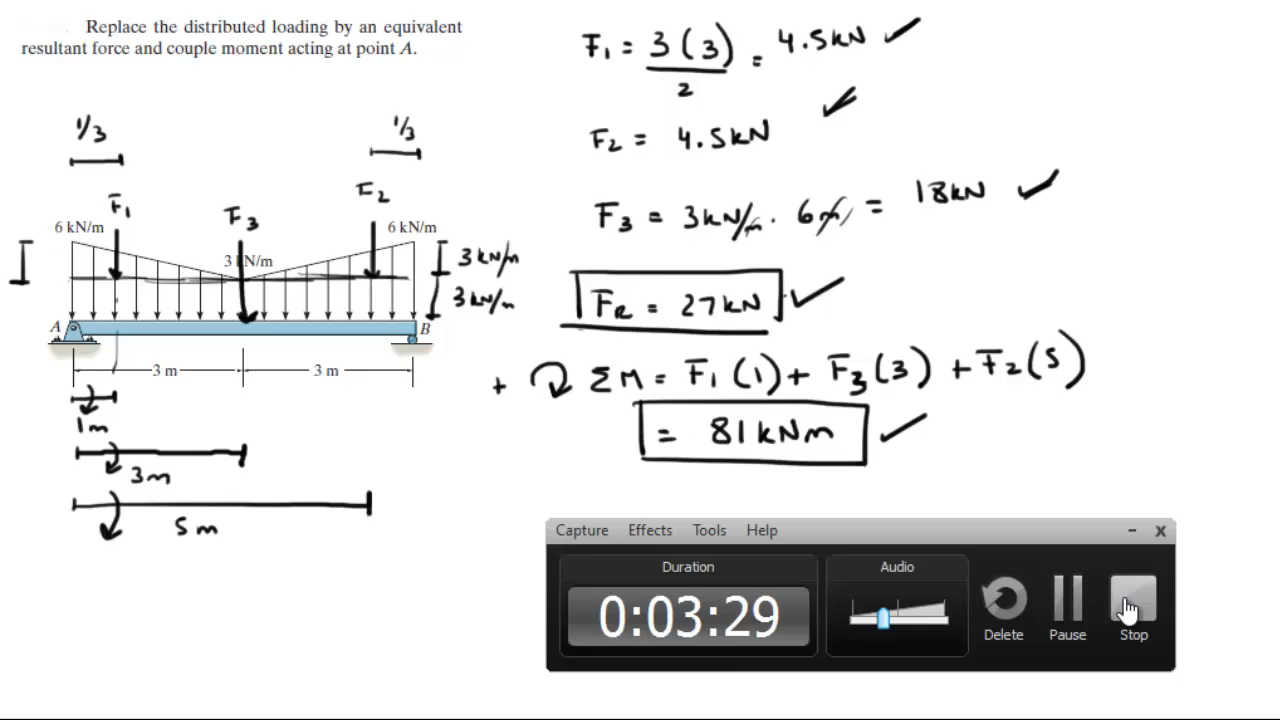 Replace the distributed loading by an equivalent
resultant force and couple moment acting at point A.
1/3
1/3
F1
F3
F2
6 kN/m
6 kN/m
3 kN/m
3 kN/m
3 kN/m
A
B
3 m
3 m
1m
3m
5m
F1 = 3(3)/2 = 4.5kN ✓
F2 = 4.5kN ✓
F3 = 3kN/m · 6m = 18kN ✓
FR = 27kN ✓
+ ↻ ΣM = F1(1) + F3(3) + F2(5)
= 81kNm ✓
Capture Effects Tools Help
– x
Duration
Audio
0:03:29
Delete
Pause
Stop